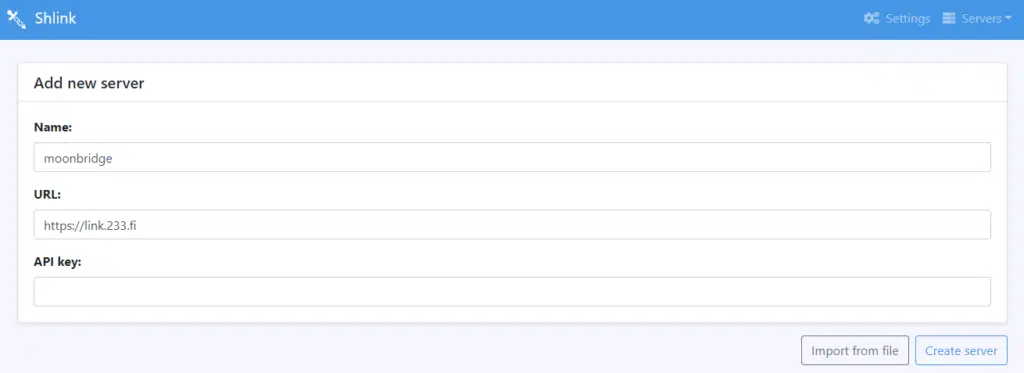 Shlink
Settings Servers
Add new server
Name:
moonbridge
URL:
https://link.233.fi
API key:
Import from file Create server